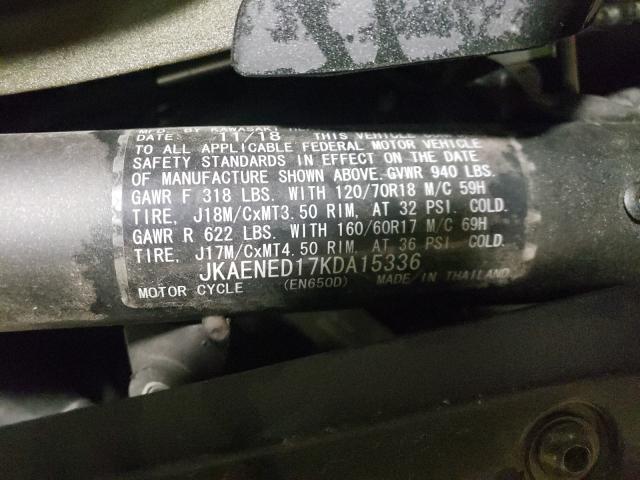 MFD. BY KAWASAKI
DATE: 11/18 THIS VEHICLE
TO ALL APPLICABLE FEDERAL MOTOR VEHICLE
SAFETY STANDARDS IN EFFECT ON THE DATE
OF MANUFACTURE SHOWN ABOVE. GVWR 940 LBS.
GAWR F 318 LBS. WITH 120/70R18 M/C 59H
TIRE, J18M/CxMT3.50 RIM, AT 32 PSI. COLD.
GAWR R 622 LBS. WITH 160/60R17 M/C 69H
TIRE, J17M/CxMT4.50 RIM, AT 36 PSI. COLD.
JKAENED17KDA15336
MOTOR CYCLE (EN650D) MADE IN THAILAND